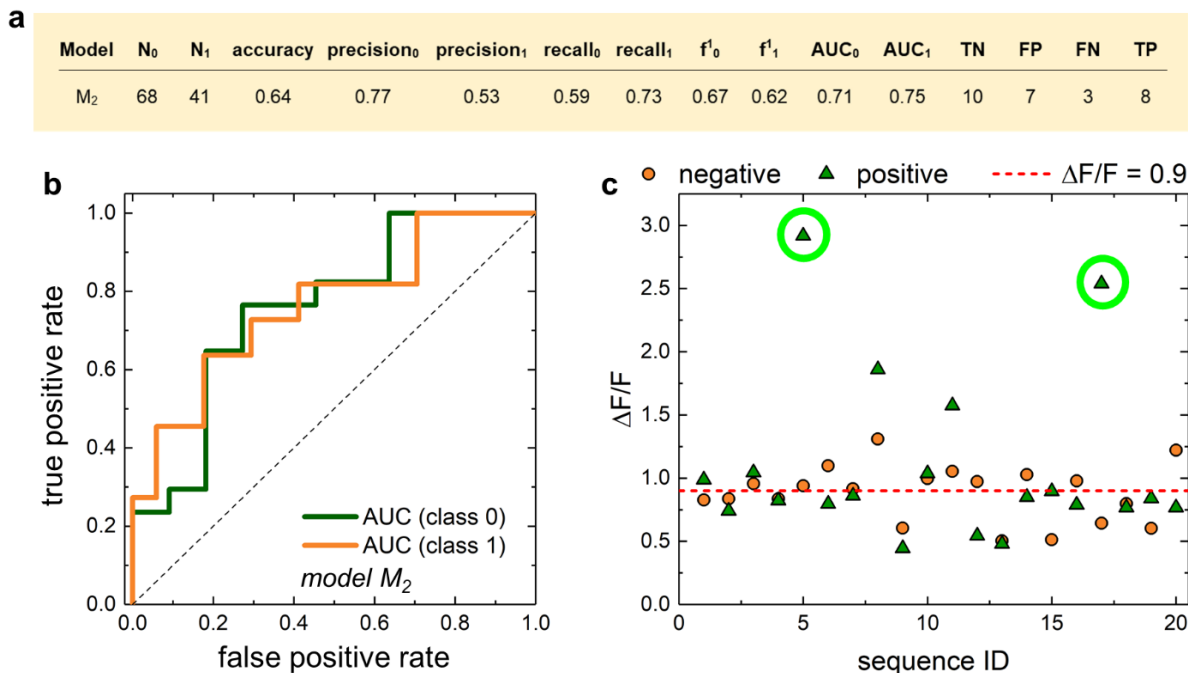 a
Model N₀ N₁ accuracy precision₀ precision₁ recall₀ recall₁ f¹₀ f¹₁ AUC₀ AUC₁ TN FP FN TP
M₂ 68 41 0.64 0.77 0.53 0.59 0.73 0.67 0.62 0.71 0.75 10 7 3 8
b
1.0
0.8
0.6
0.4
0.2
0.0
true positive rate
AUC (class 0)
AUC (class 1)
model M₂
0.0 0.2 0.4 0.6 0.8 1.0
false positive rate
c
negative positive ΔF/F = 0.9
3.0
2.5
2.0
1.5
1.0
0.5
0.0
ΔF/F
0 5 10 15 20
sequence ID